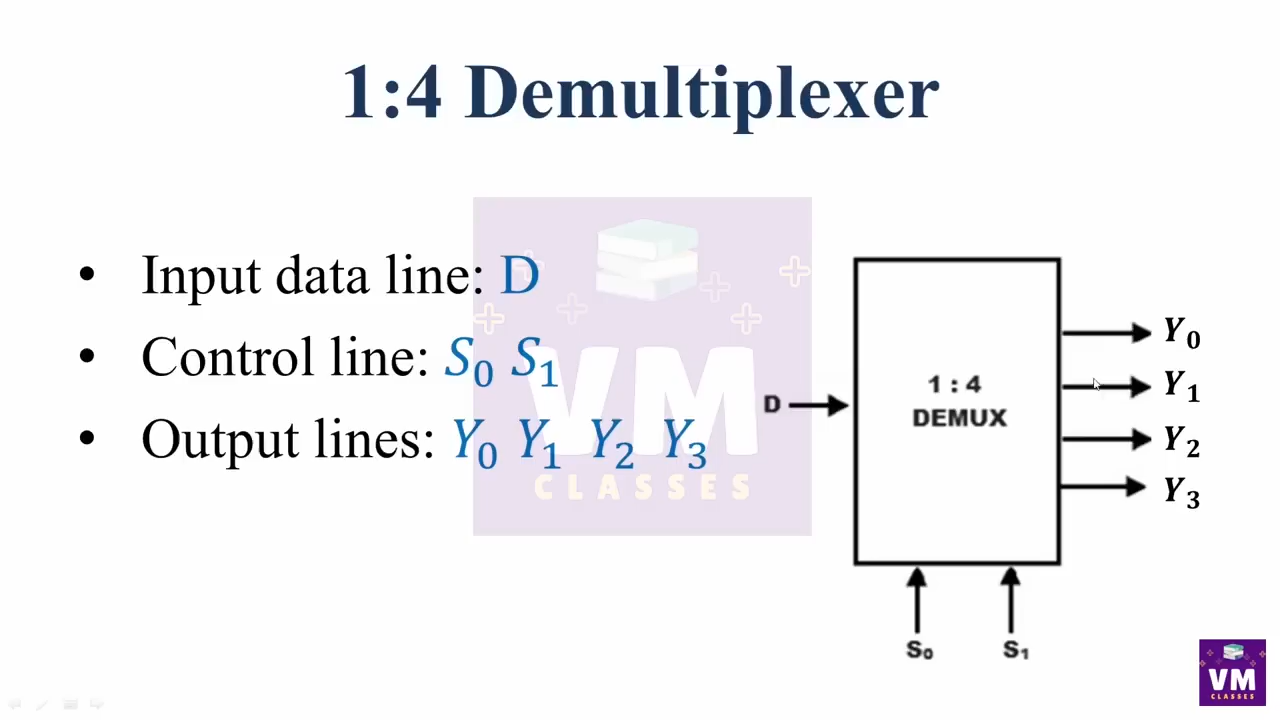 1:4 Demultiplexer
• Input data line: D
• Control line: S₀ S₁
• Output lines: Y₀ Y₁ Y₂ Y₃
VM
CLASSES
D
1 : 4
DEMUX
Y₀
Y₁
Y₂
Y₃
S₀ S₁
VM
CLASSES